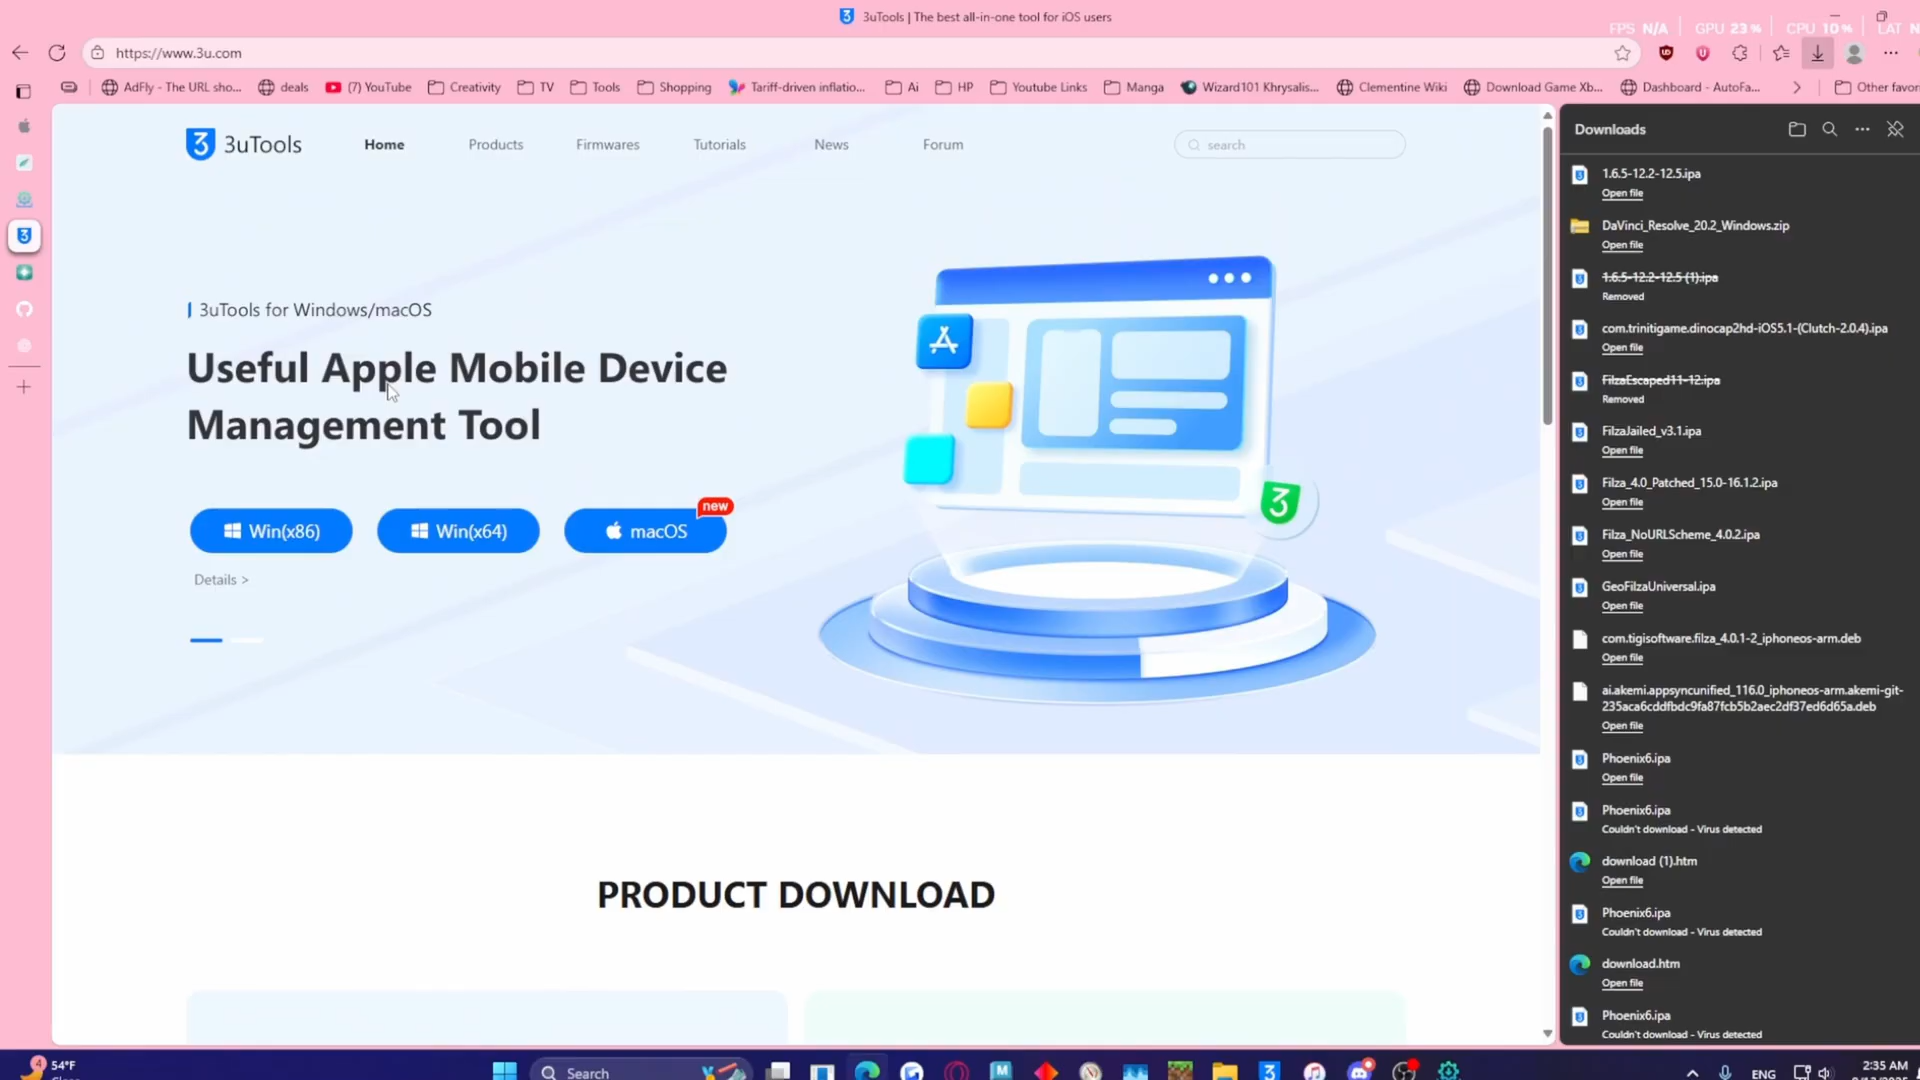 3uTools | The best all-in-one tool for iOS users
FPS N/A GPU 23 % CPU 10 % LAT N
https://www.3u.com
AdFly - The URL sho...
deals
(7) YouTube
Creativity
TV
Tools
Shopping
Tariff-driven inflatio...
Ai
HP
Youtube Links
Manga
Wizard101 Khrysalis...
Clementine Wiki
Download Game Xb...
Dashboard - AutoFa...
Other favor
3uTools
Home
Products
Firmwares
Tutorials
News
Forum
search
3uTools for Windows/macOS
Useful Apple Mobile Device
Management Tool
Win(x86)
Win(x64)
macOS
new
Details >
PRODUCT DOWNLOAD
Downloads
1.6.5-12.2-12.5.ipa
Open file
DaVinci_Resolve_20.2_Windows.zip
Open file
1.6.5-12.2-12.5 (1).ipa
Removed
com.trinitigame.dinocap2hd-iOS5.1-(Clutch-2.0.4).ipa
Open file
FilzaEscaped11-12.ipa
Removed
FilzaJailed_v3.1.ipa
Open file
Filza_4.0_Patched_15.0-16.1.2.ipa
Open file
Filza_NoURLScheme_4.0.2.ipa
Open file
GeoFilzaUniversal.ipa
Open file
com.tigisoftware.filza_4.0.1-2_iphoneos-arm.deb
Open file
ai.akemi.appsyncunified_116.0_iphoneos-arm.akemi-git-
235aca6cddfbdc9fa87fcb5b2aec2df37ed6d65a.deb
Open file
Phoenix6.ipa
Open file
Phoenix6.ipa
Couldn't download - Virus detected
download (1).htm
Open file
Phoenix6.ipa
Couldn't download - Virus detected
download.htm
Open file
Phoenix6.ipa
Couldn't download - Virus detected
4
54°F
Search
ENG
2:35 AM